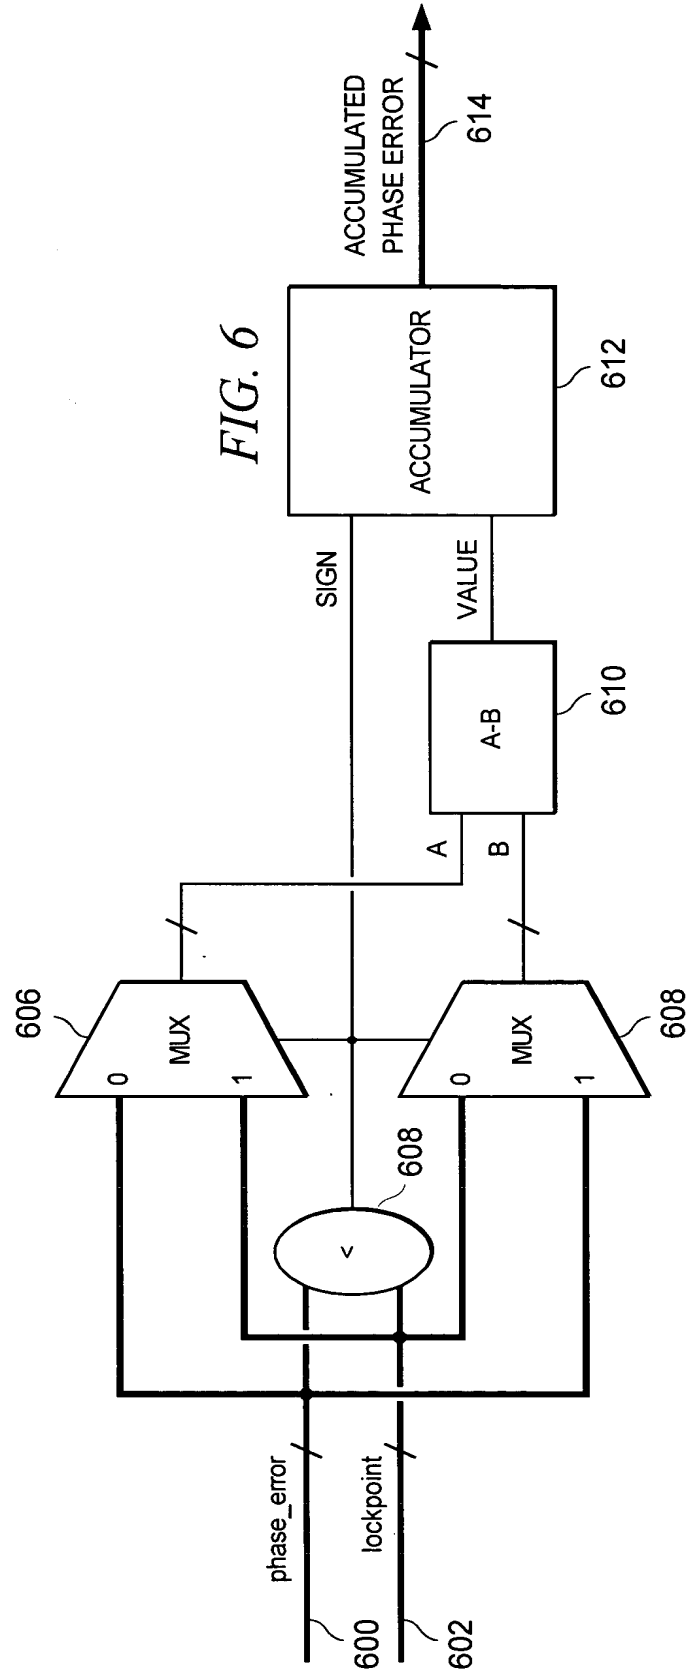 FIG. 6
phase_error
600
lockpoint
602
<
608
0
MUX
1
606
0
MUX
1
608
A
B
A-B
610
SIGN
VALUE
ACCUMULATOR
612
ACCUMULATED
PHASE ERROR
614